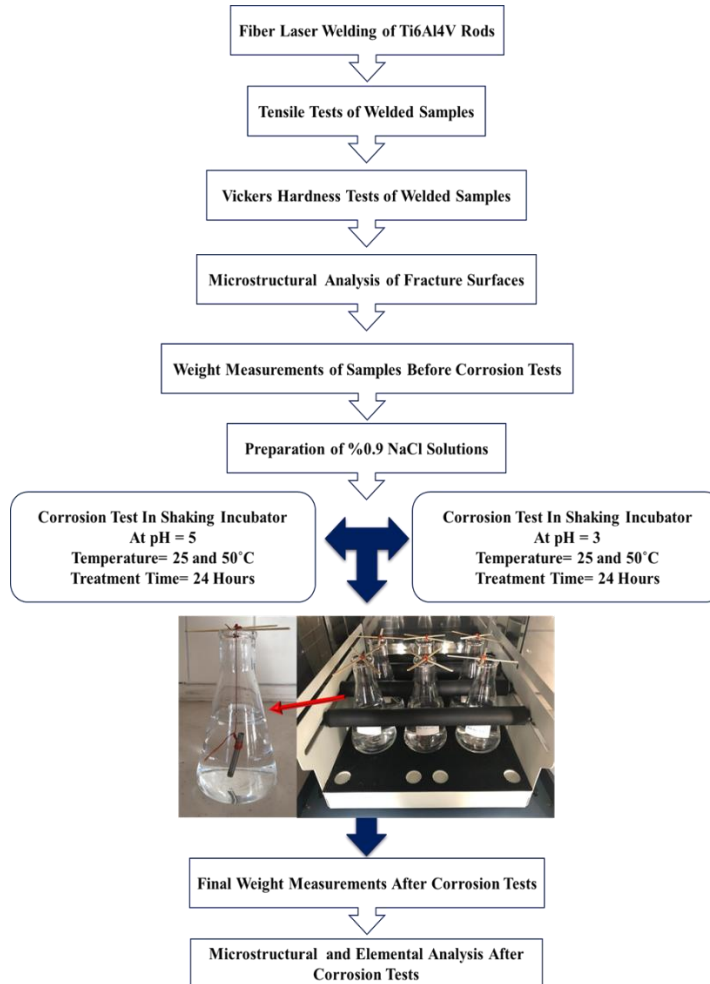 Fiber Laser Welding of Ti6Al4V Rods
Tensile Tests of Welded Samples
Vickers Hardness Tests of Welded Samples
Microstructural Analysis of Fracture Surfaces
Weight Measurements of Samples Before Corrosion Tests
Preparation of %0.9 NaCl Solutions
Corrosion Test In Shaking Incubator
At pH = 5
Temperature= 25 and 50˚C
Treatment Time= 24 Hours
Corrosion Test In Shaking Incubator
At pH = 3
Temperature= 25 and 50˚C
Treatment Time= 24 Hours
Final Weight Measurements After Corrosion Tests
Microstructural and Elemental Analysis After
Corrosion Tests